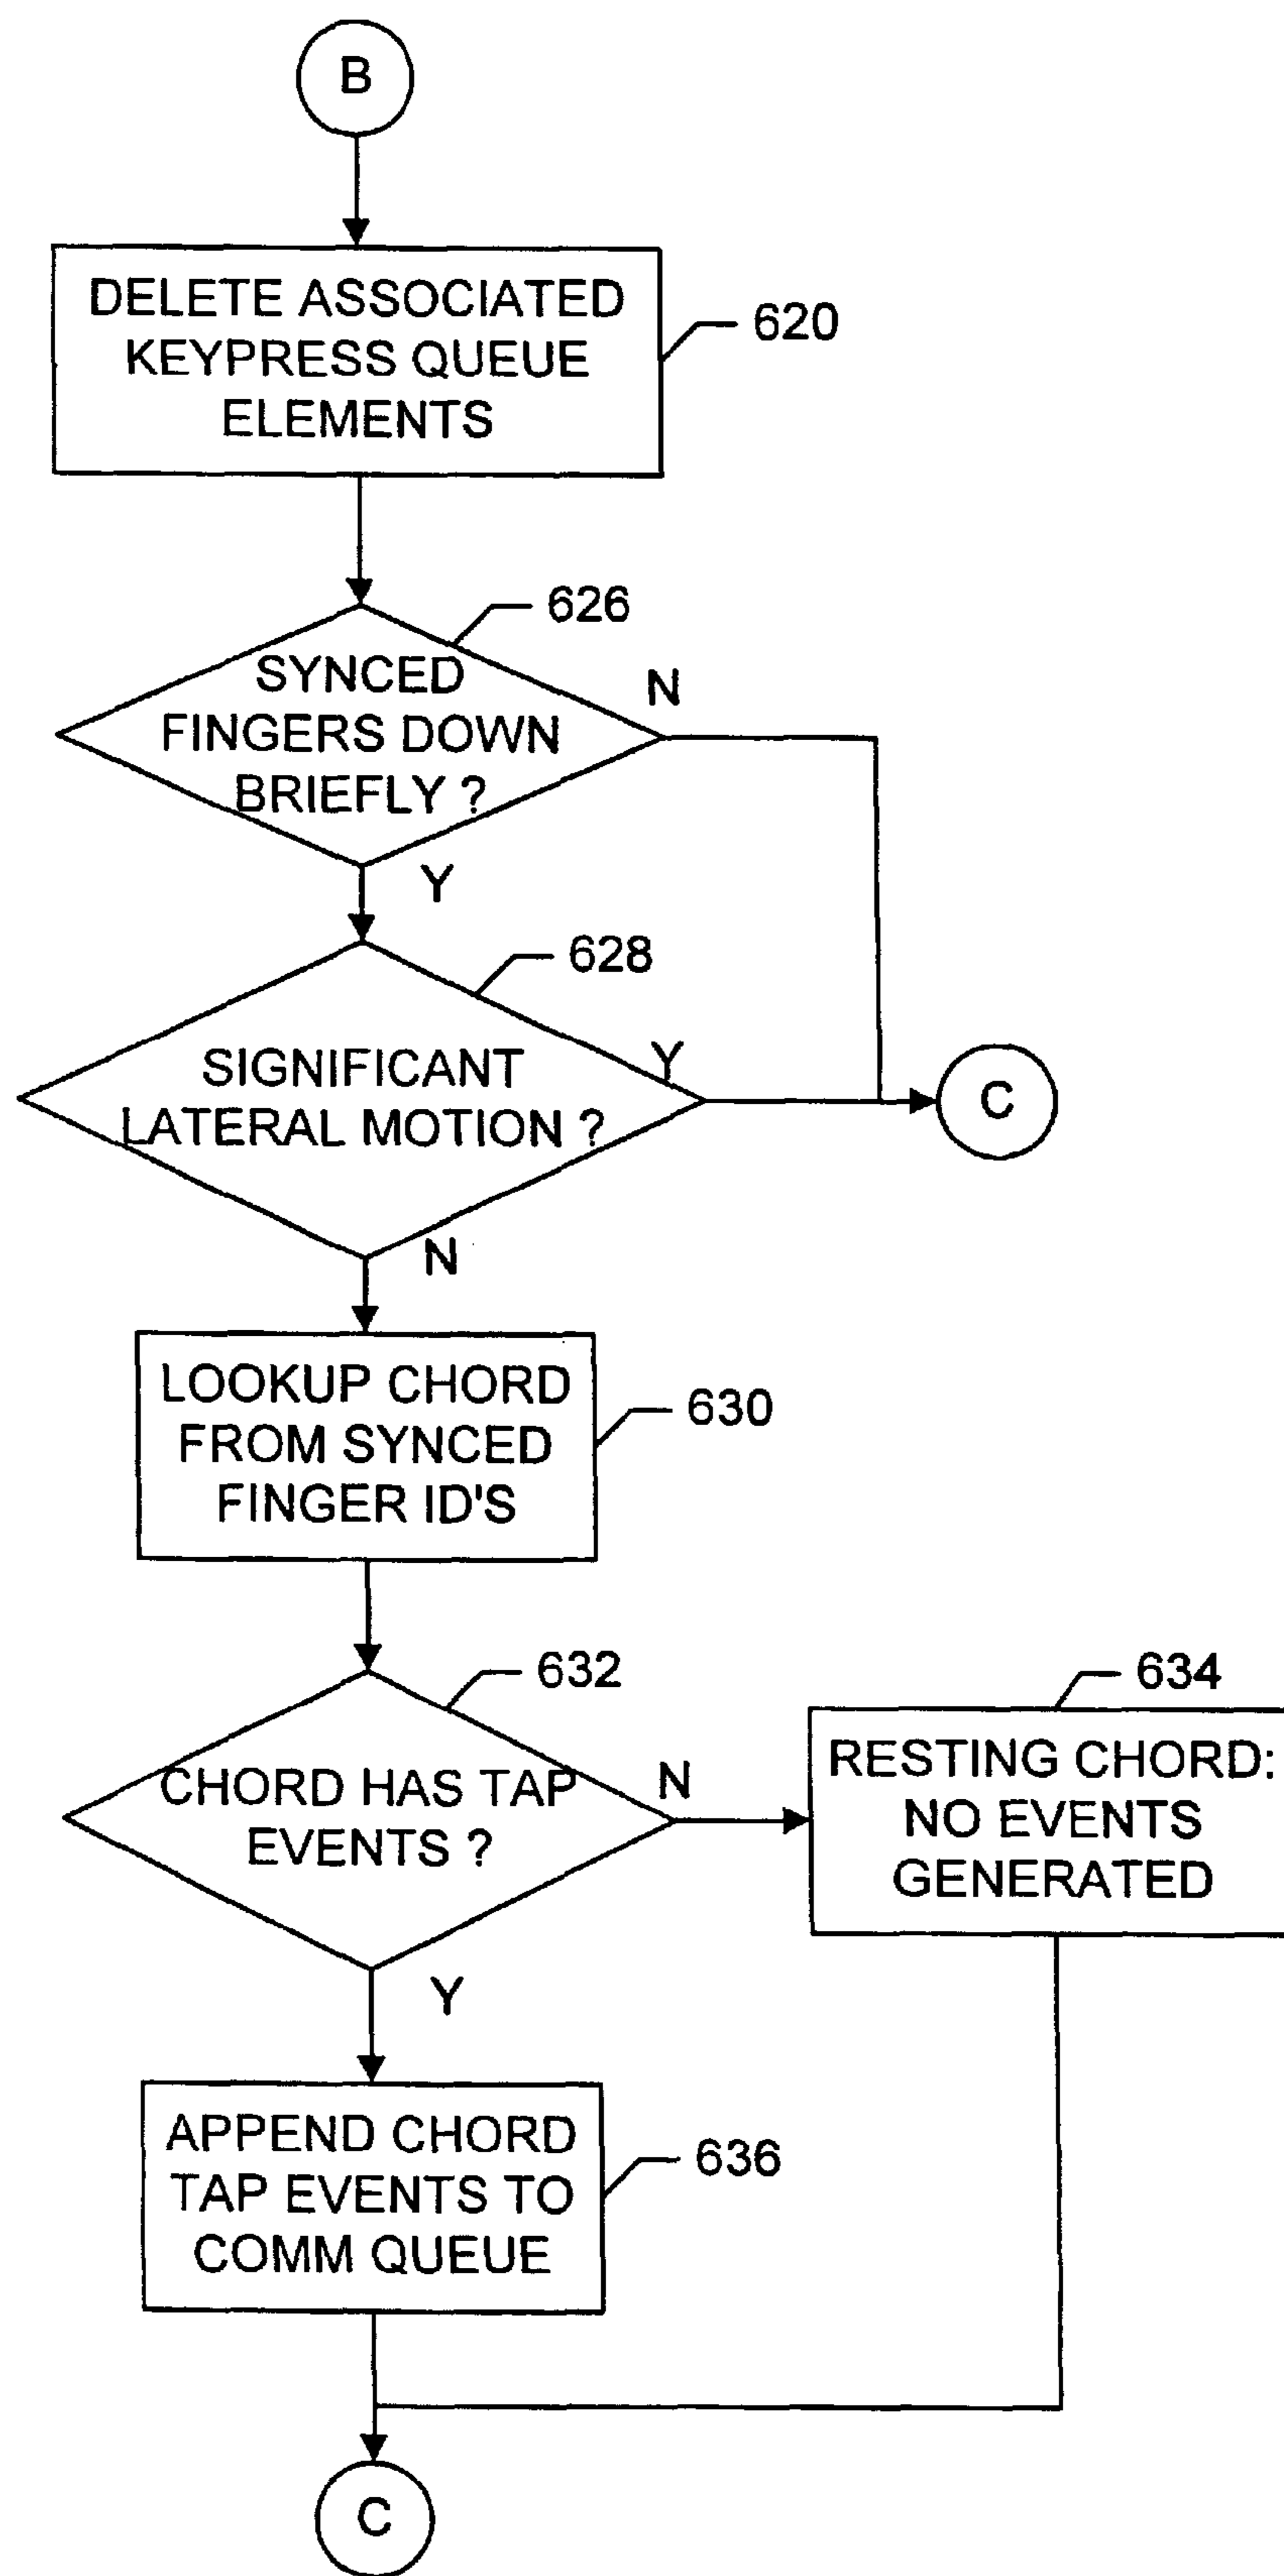 B
DELETE ASSOCIATED
KEYPRESS QUEUE
ELEMENTS
620
626
SYNCED
FINGERS DOWN
BRIEFLY ?
N
Y
628
SIGNIFICANT
LATERAL MOTION ?
Y
C
N
LOOKUP CHORD
FROM SYNCED
FINGER ID'S
630
632
CHORD HAS TAP
EVENTS ?
N
634
RESTING CHORD:
NO EVENTS
GENERATED
Y
APPEND CHORD
TAP EVENTS TO
COMM QUEUE
636
C